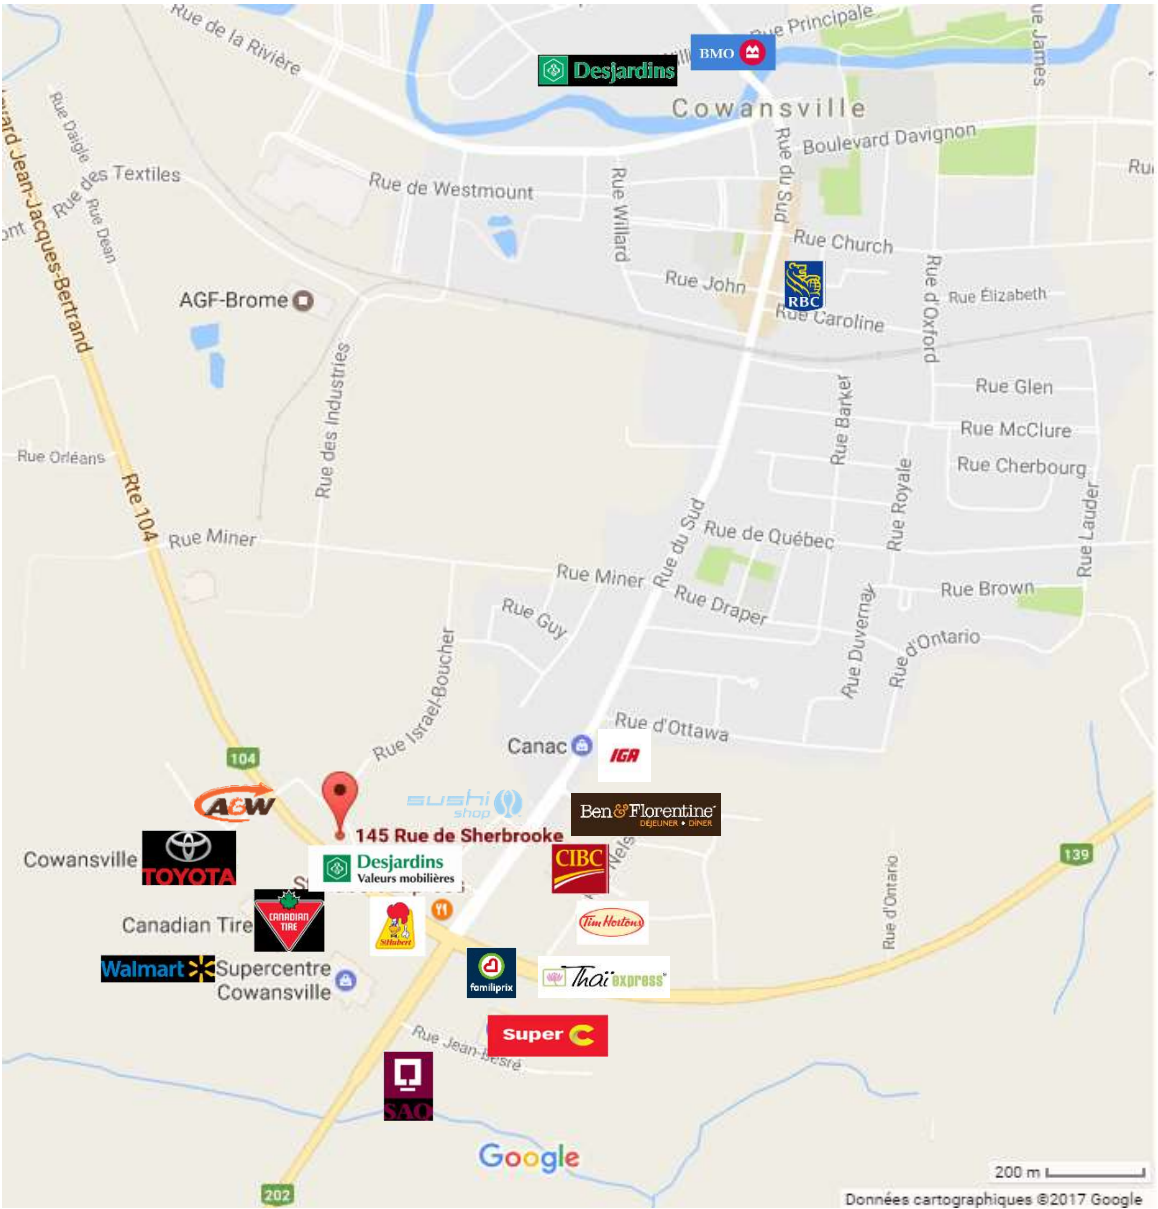 Rue de la Rivière
Rue Principale
BMO
Desjardins
Cowansville
Rue James
Boulevard Davignon
Rue Daigle
Rue des Textiles
Rue Dean
Rue de Westmount
Rue Willard
Rue du Sud
Rue Church
Boulevard Jean-Jacques-Bertrand
AGF-Brome
Rue John
RBC
Rue Caroline
Rue d'Oxford
Rue Élizabeth
Rue Glen
Rue McClure
Rue Cherbourg
Rue Barker
Rue Royale
Rue Lauder
Rue des Industries
Rue Orléans
Rte 104
Rue Miner
Rue du Sud
Rue de Québec
Rue Miner
Rue Draper
Rue Brown
Rue Guy
Rue Duvernay
Rue d'Ontario
Rue Israel-Boucher
Rue d'Ottawa
Canac
IGA
104
A&W
sushi
shop
Ben & Florentine
DÉJEUNER • DÎNER
145 Rue de Sherbrooke
Cowansville
TOYOTA
Desjardins
Valeurs mobilières
CIBC
139
Rue d'Ontario
Canadian Tire
CANADIAN
TIRE
StHubert
Tim Hortons
Walmart
Supercentre
Cowansville
familiprix
Thaï express
Super C
Rue Jean-Besré
SAQ
Google
202
200 m
Données cartographiques ©2017 Google